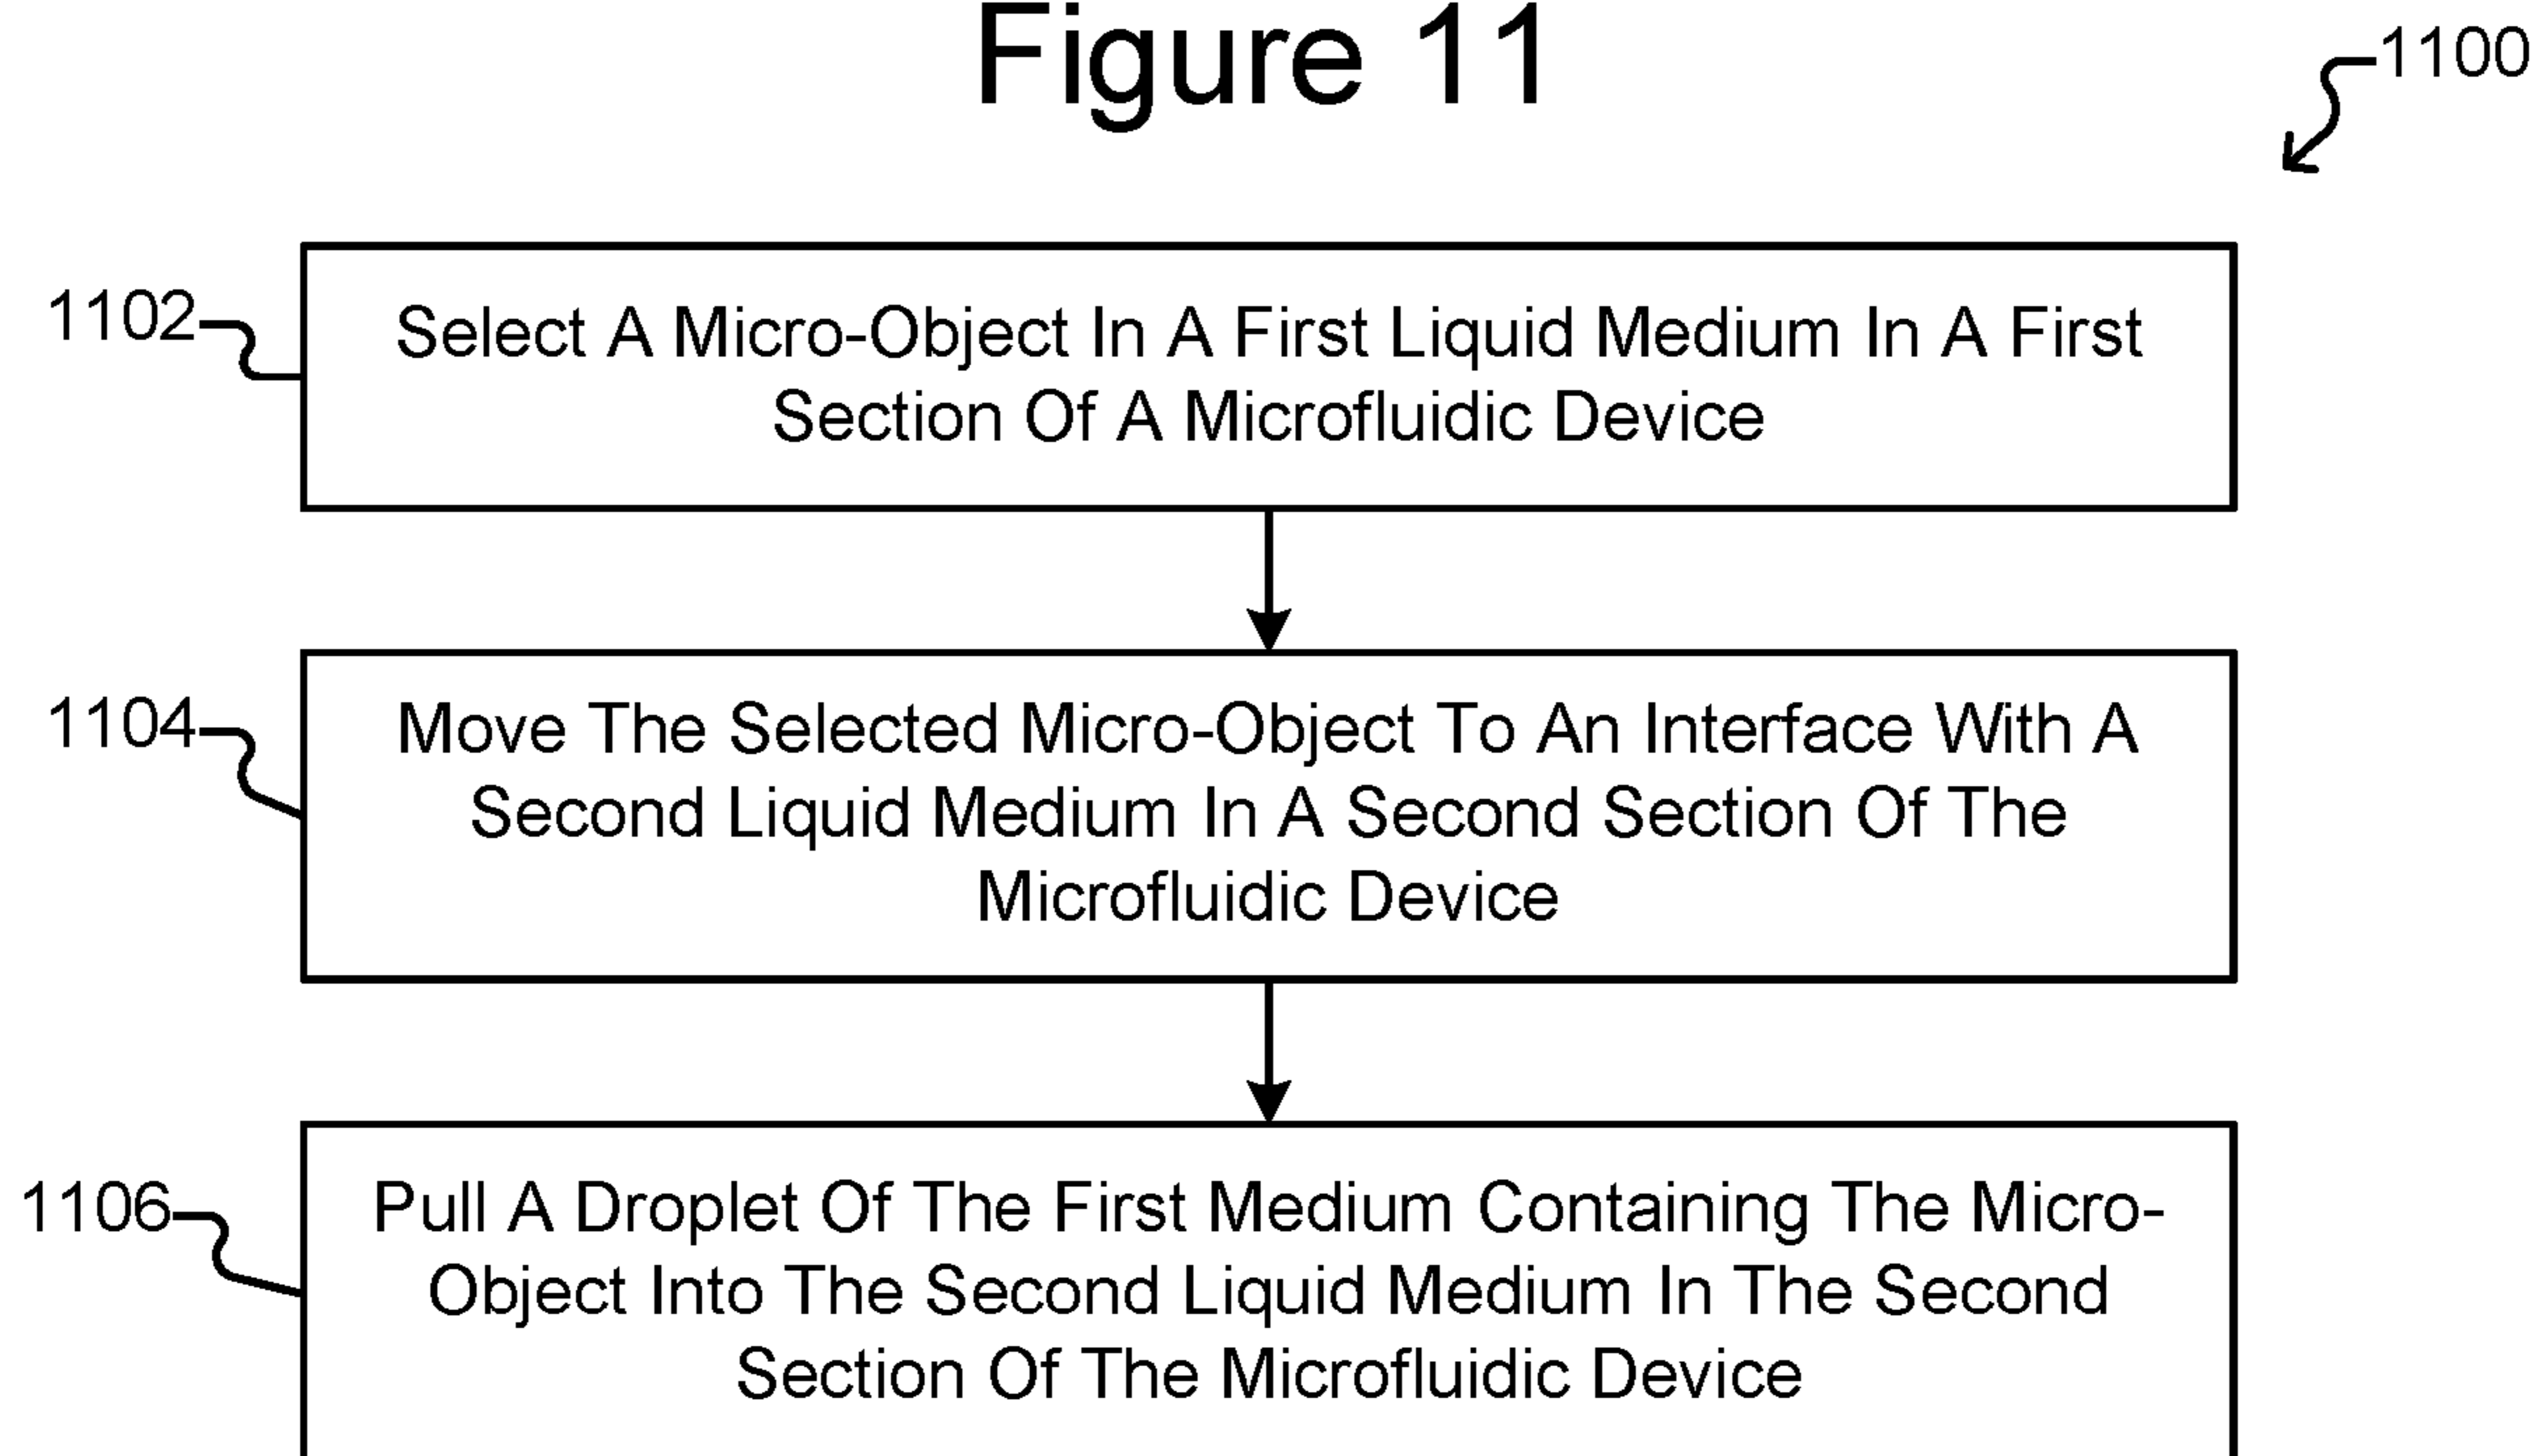 Figure 11
1100
1102
Select A Micro-Object In A First Liquid Medium In A First
Section Of A Microfluidic Device
1104
Move The Selected Micro-Object To An Interface With A
Second Liquid Medium In A Second Section Of The
Microfluidic Device
1106
Pull A Droplet Of The First Medium Containing The Micro-
Object Into The Second Liquid Medium In The Second
Section Of The Microfluidic Device